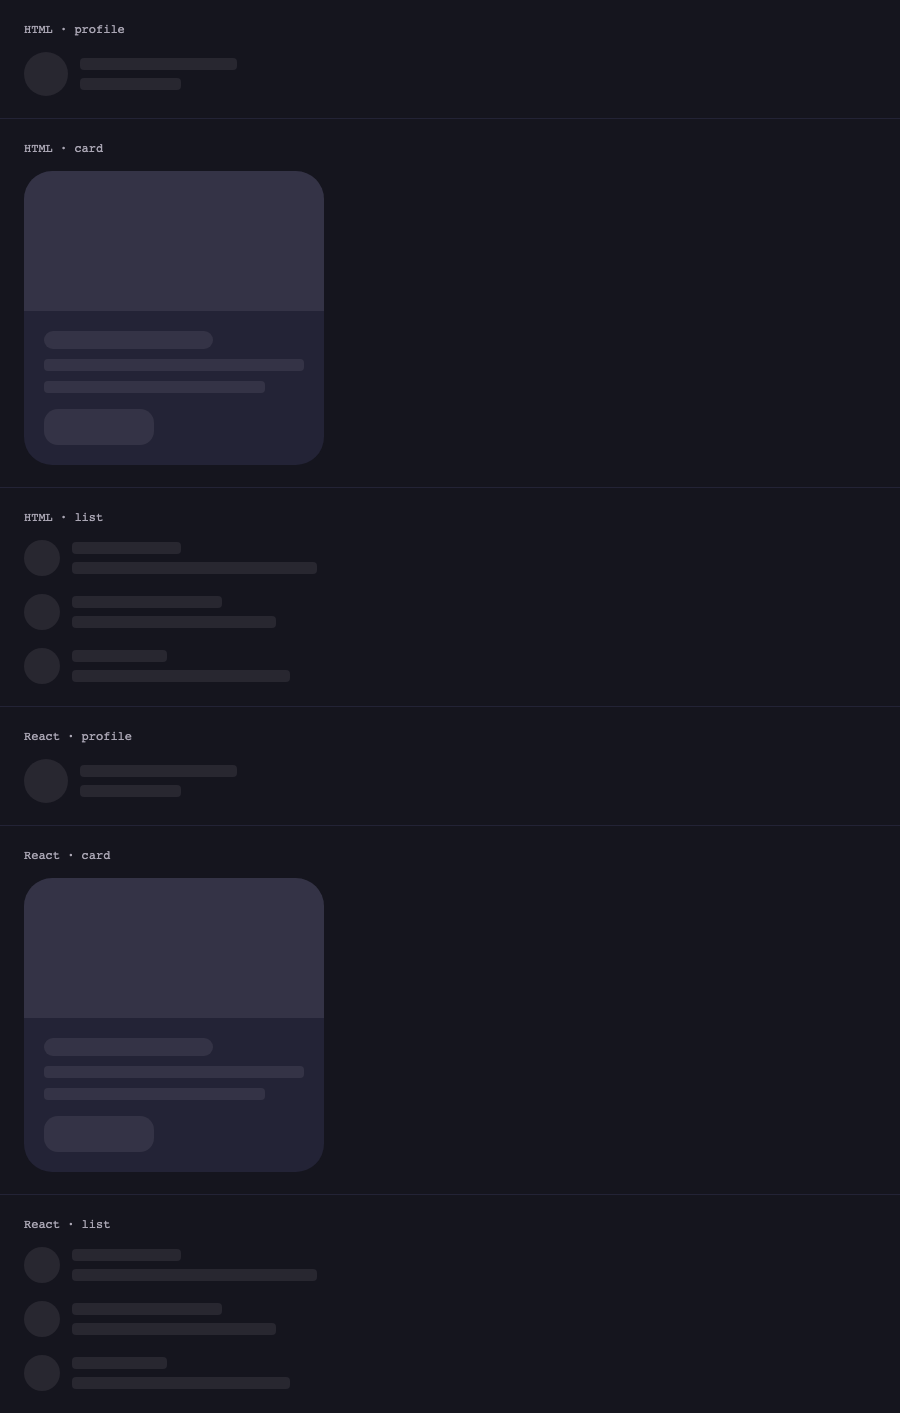 HTML · profile
HTML · card
HTML · list
React · profile
React · card
React · list